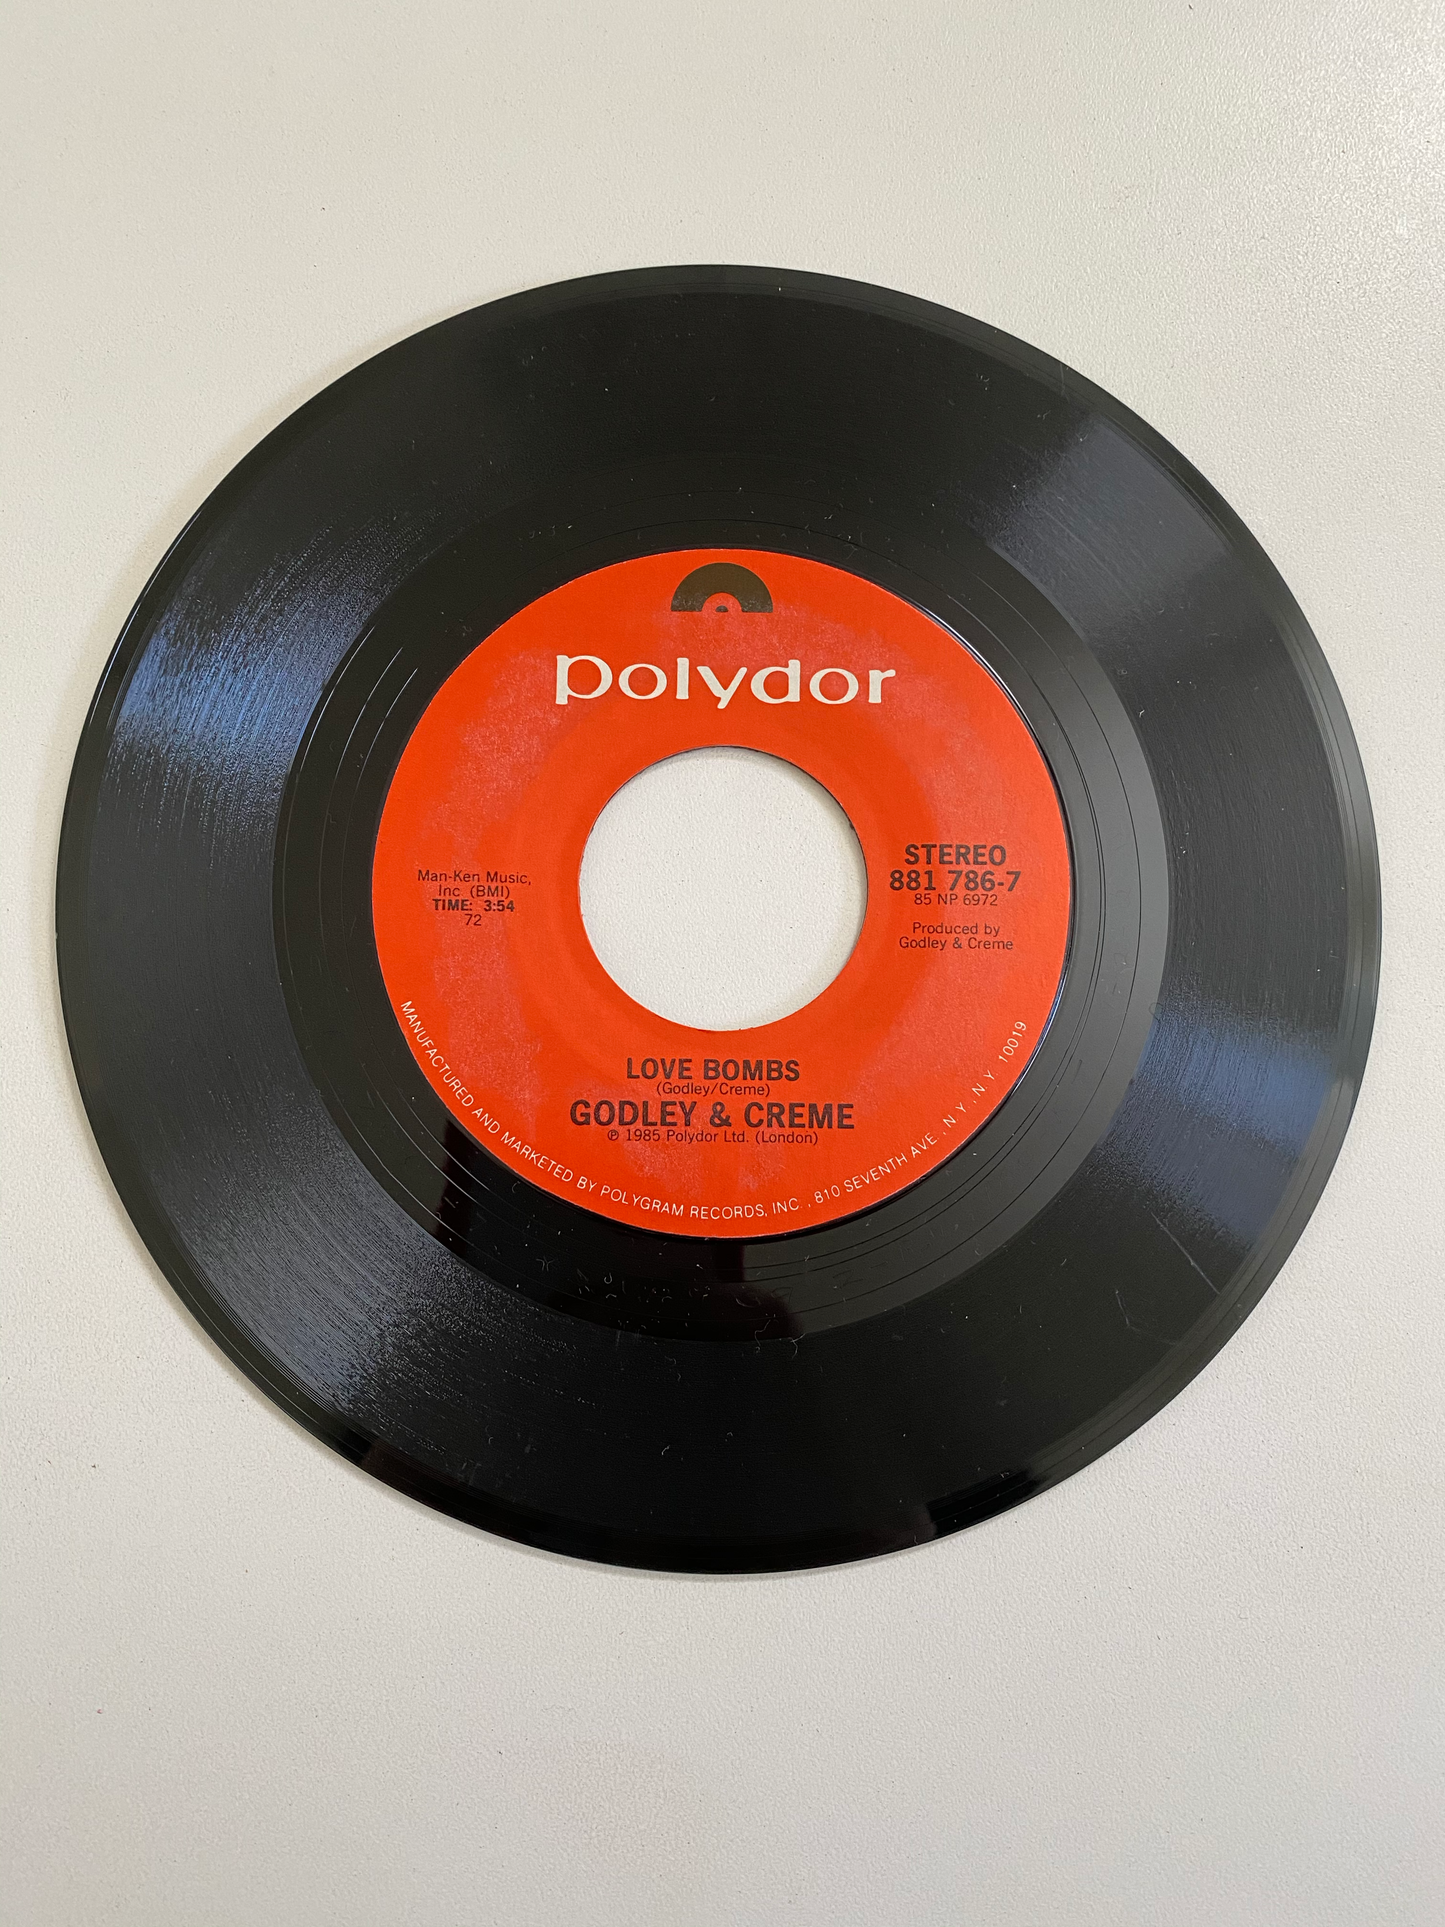 polydor
Man-Ken Music,
Inc. (BMI)
TIME: 3:54
72
STEREO
881 786-7
85 NP 6972
Produced by
Godley & Creme
LOVE BOMBS
(Godley/Creme)
GODLEY & CREME
℗ 1985 Polydor Ltd. (London)
MANUFACTURED AND MARKETED BY POLYGRAM RECORDS, INC., 810 SEVENTH AVE., N.Y., N.Y. 10019